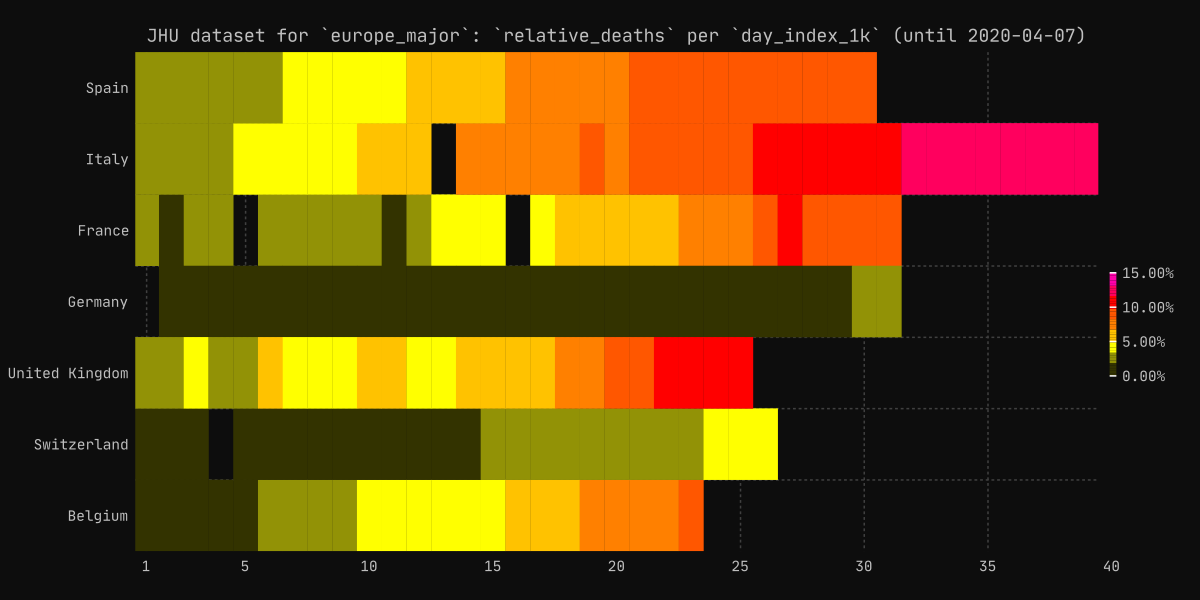 JHU dataset for `europe_major`: `relative_deaths` per `day_index_1k` (until 2020-04-07)
Spain
Italy
France
Germany
United Kingdom
Switzerland
Belgium
15.00%
10.00%
5.00%
0.00%
1 5 10 15 20 25 30 35 40